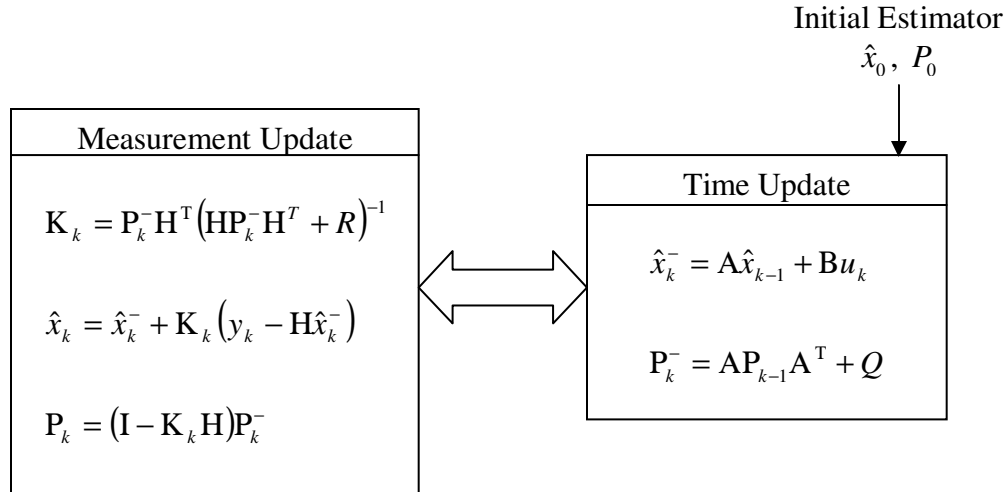 Initial Estimator
x̂₀, P₀
Measurement Update
Kₖ = Pₖ⁻Hᵀ(HPₖ⁻Hᵀ + R)⁻¹
x̂ₖ = x̂ₖ⁻ + Kₖ(yₖ − Hx̂ₖ⁻)
Pₖ = (I − KₖH)Pₖ⁻
Time Update
x̂ₖ⁻ = Ax̂ₖ₋₁ + Buₖ
Pₖ⁻ = APₖ₋₁Aᵀ + Q